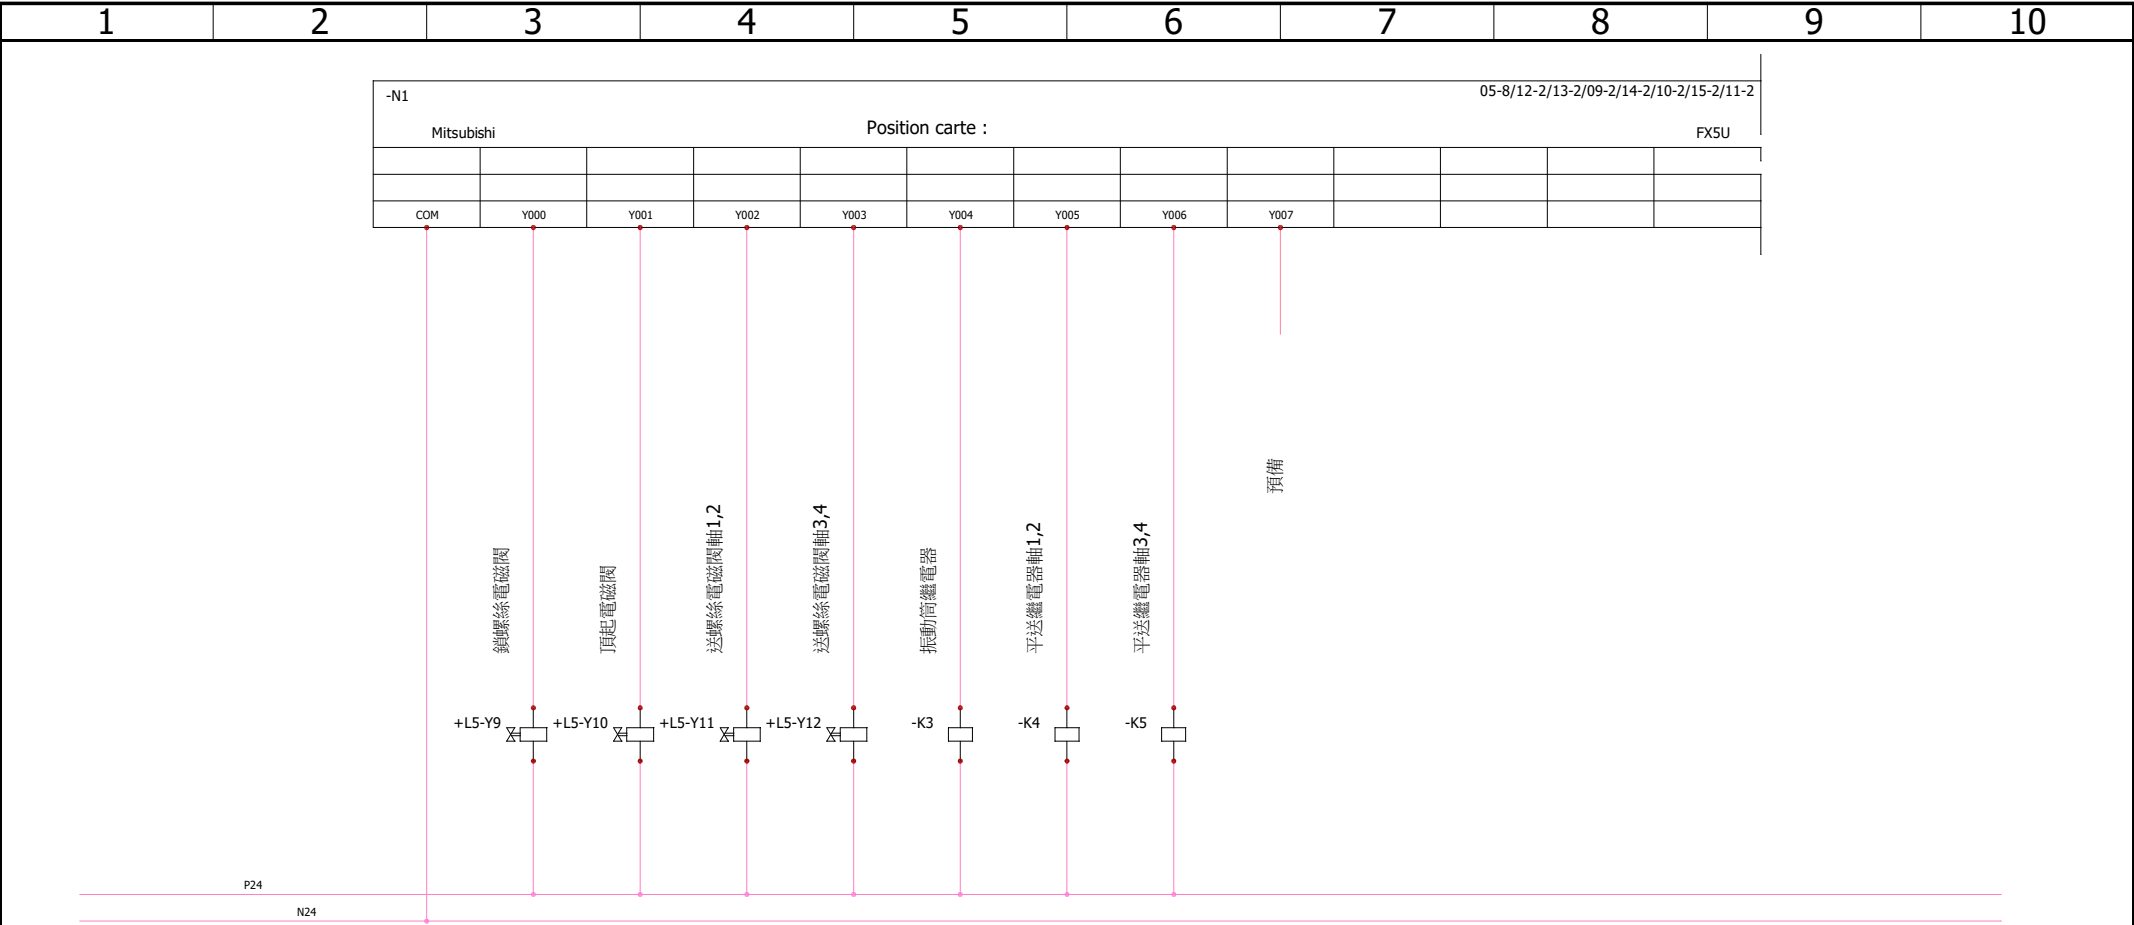 1 2 3 4 5 6 7 8 9 10
-N1 05-8/12-2/13-2/09-2/14-2/10-2/15-2/11-2
Mitsubishi Position carte : FX5U
COM Y000 Y001 Y002 Y003 Y004 Y005 Y006 Y007
鎖螺絲電磁閥
頂起電磁閥
送螺絲電磁閥軸1,2
送螺絲電磁閥軸3,4
振動筒繼電器
平送繼電器軸1,2
平送繼電器軸3,4
預備
+L5-Y9 +L5-Y10 +L5-Y11 +L5-Y12 -K3 -K4 -K5
P24
N24